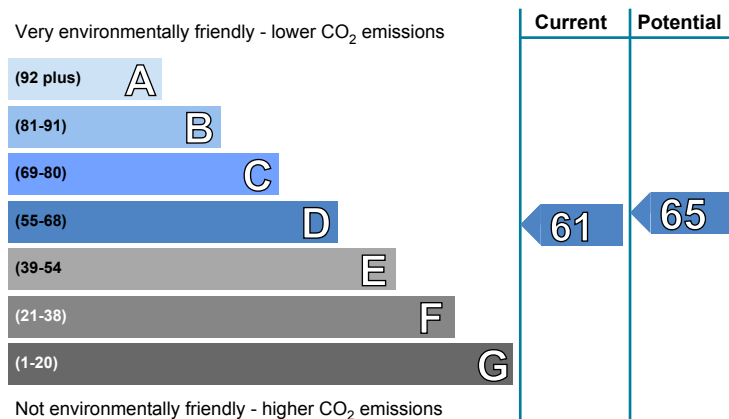 Very environmentally friendly - lower CO2 emissions
Current
Potential
(92 plus) A
(81-91) B
(69-80) C
(55-68) D
61
65
(39-54 E
(21-38) F
(1-20) G
Not environmentally friendly - higher CO2 emissions